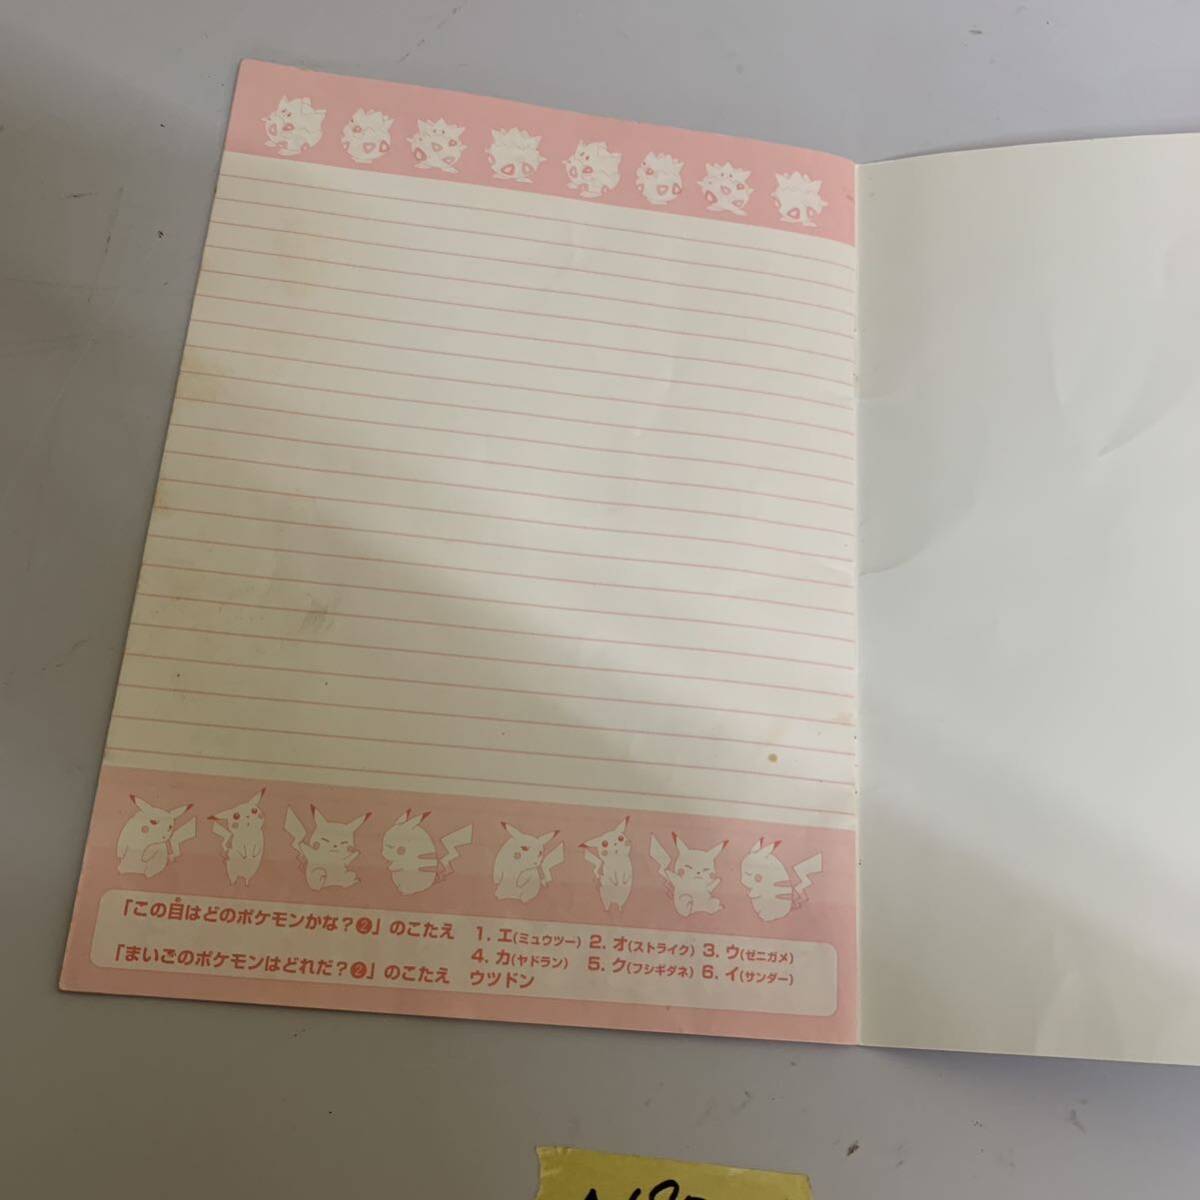 「この目はどのポケモンかな?❷」のこたえ 1. エ(ミュウツー) 2. オ(ストライク) 3. ウ(ゼニガメ)
4. カ(ヤドラン) 5. ク(フシギダネ) 6. イ(サンダー)
「まいごのポケモンはどれだ?❷」のこたえ ウツドン